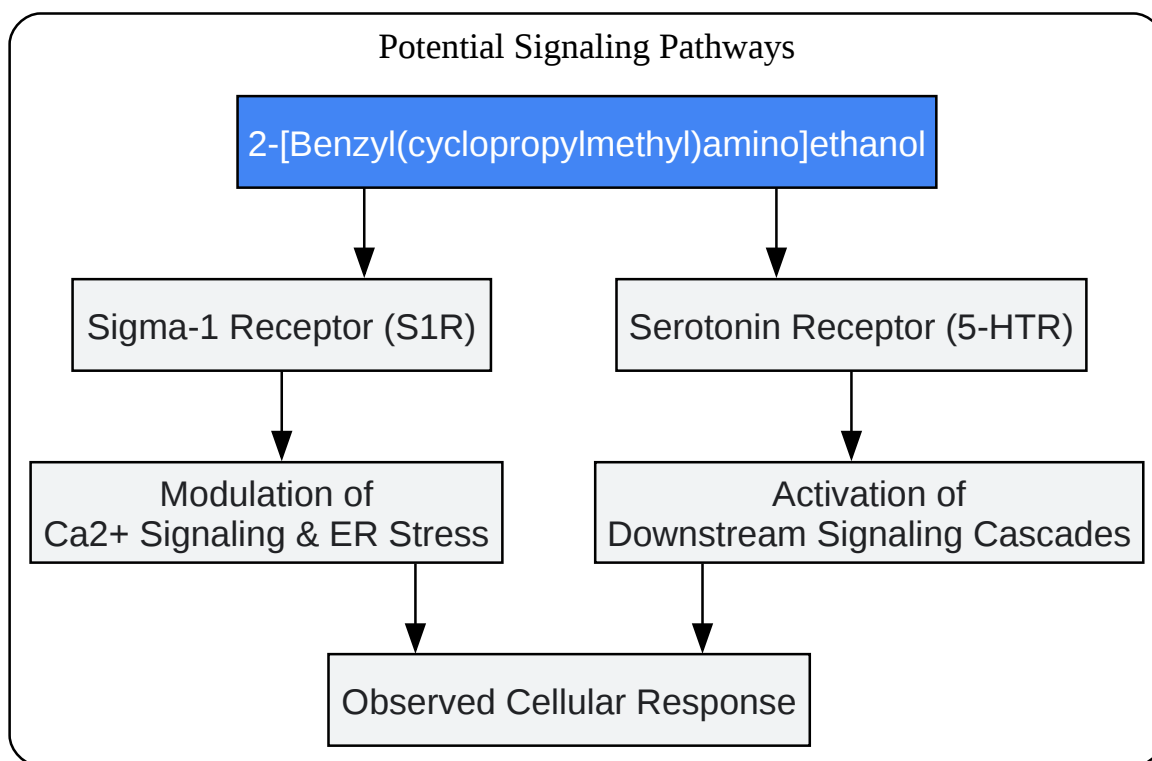 Potential Signaling Pathways
2-[Benzyl(cyclopropylmethyl)amino]ethanol
Sigma-1 Receptor (S1R)
Serotonin Receptor (5-HTR)
Modulation of
Ca2+ Signaling & ER Stress
Activation of
Downstream Signaling Cascades
Observed Cellular Response